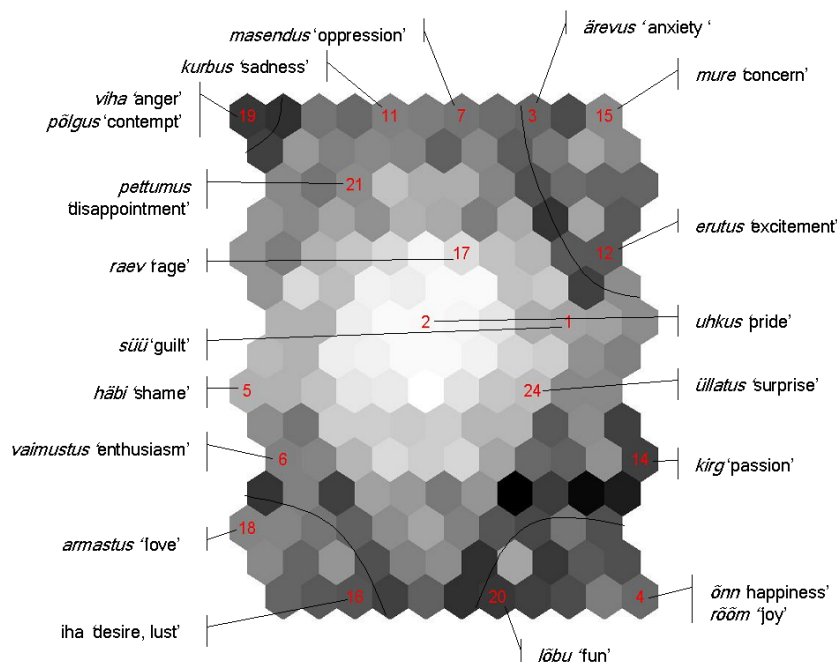 masendus ‘oppression’
ärevus ‘anxiety ‘
kurbus ‘sadness’
mure ‘concern’
viha ‘anger’
põlgus ‘contempt’
19
11
7
3
15
pettumus
‘disappointment’
21
erutus ‘excitement’
12
raev ‘rage’
17
süü ‘guilt’
2
1
uhkus ‘pride’
häbi ‘shame’
5
24
üllatus ‘surprise’
vaimustus ‘enthusiasm’
6
14
kirg ‘passion’
18
armastus ‘love’
iha ‘desire, lust’
16
20
4
õnn happiness’
rõõm ‘joy’
lõbu ‘fun’